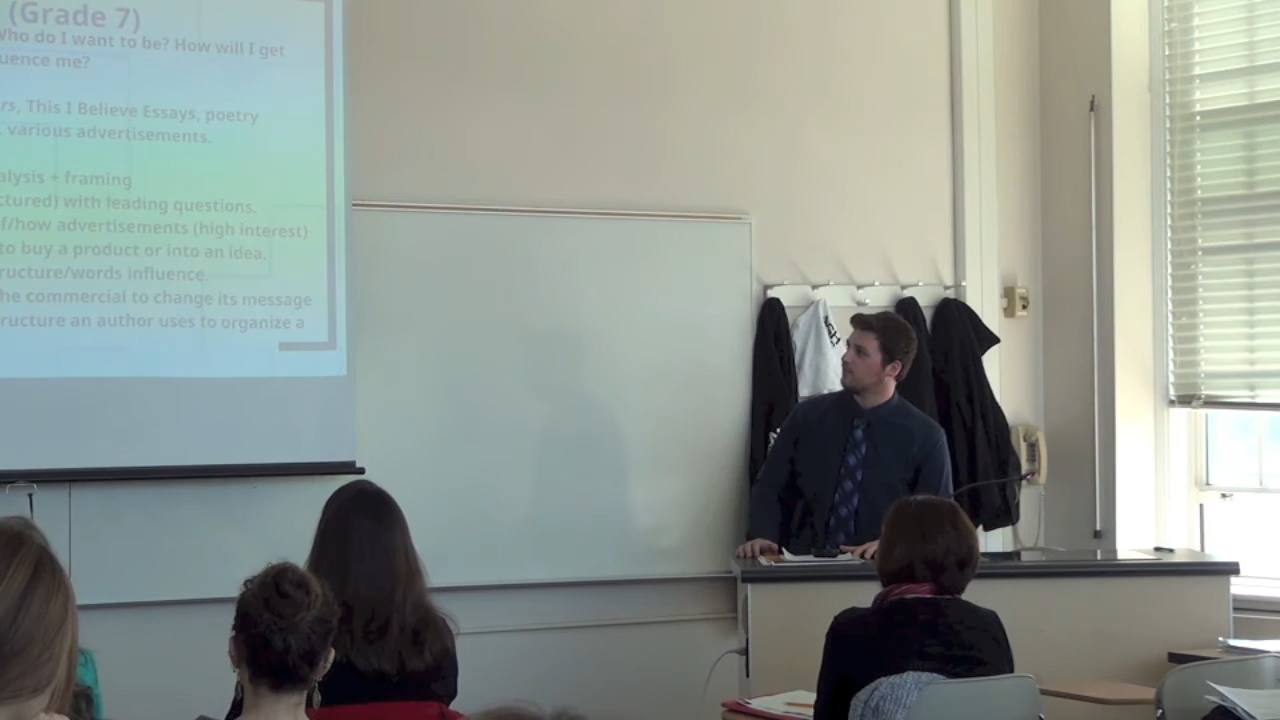 (Grade 7)
Who do I want to be? How will I get
uence me?
rs, This I Believe Essays, poetry
, various advertisements.
alysis + framing
ctured) with leading questions.
f/how advertisements (high interest)
to buy a product or into an idea.
ructure/words influence.
he commercial to change its message
ructure an author uses to organize a